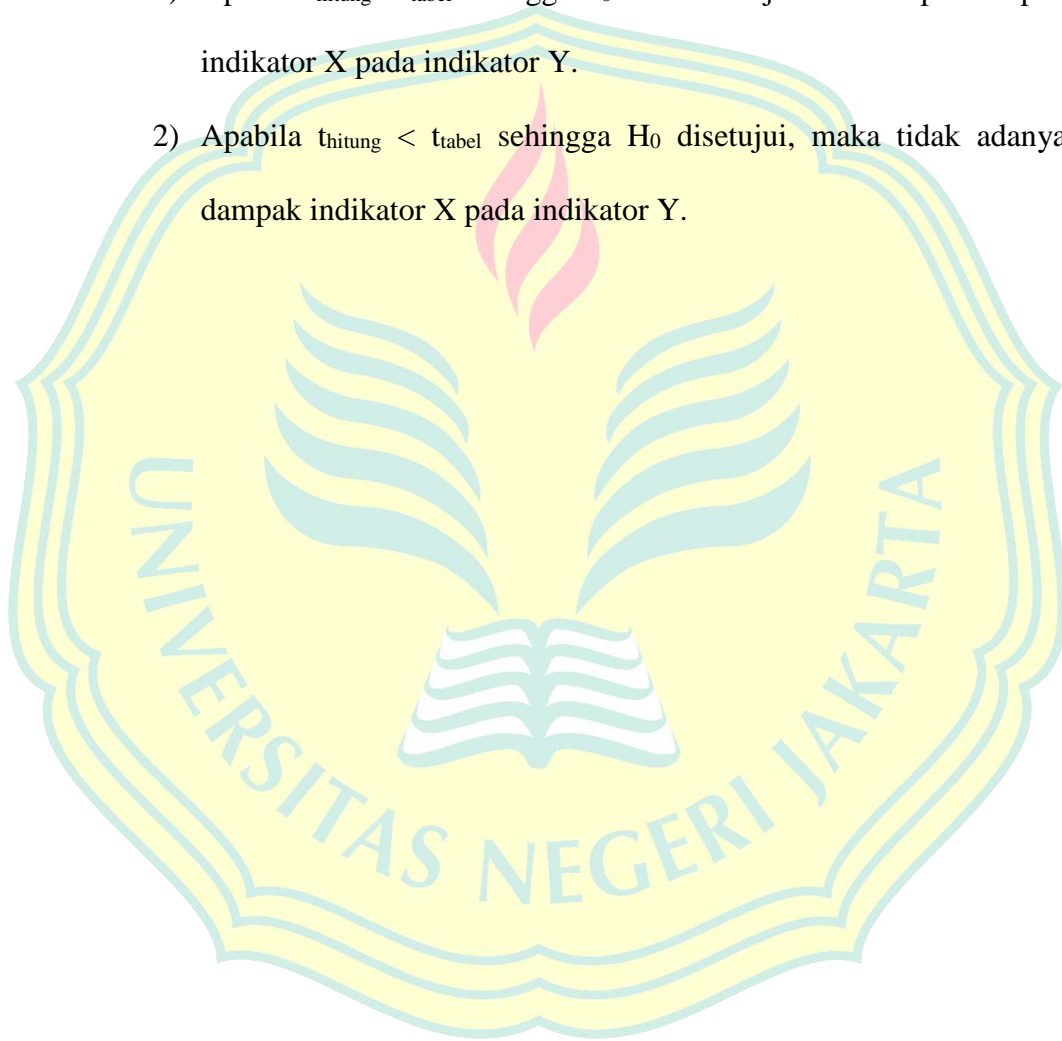 indikator X pada indikator Y.
2) Apabila thitung < ttabel sehingga H0 disetujui, maka tidak adanya
dampak indikator X pada indikator Y.
UNIVERSITAS NEGERI JAKARTA